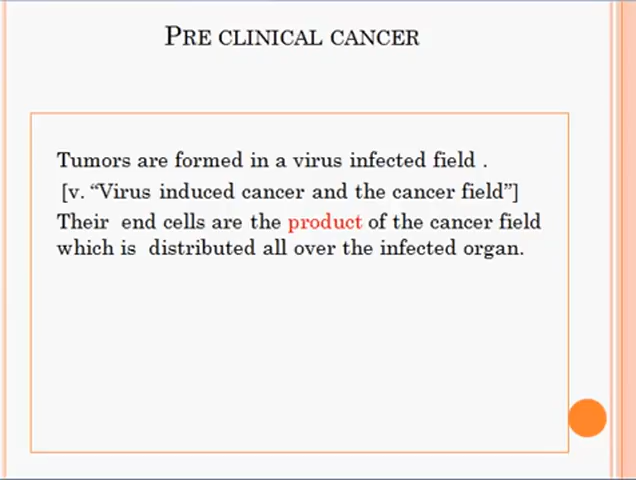 PRE CLINICAL CANCER
Tumors are formed in a virus infected field .
[v. “Virus induced cancer and the cancer field”]
Their end cells are the product of the cancer field
which is distributed all over the infected organ.